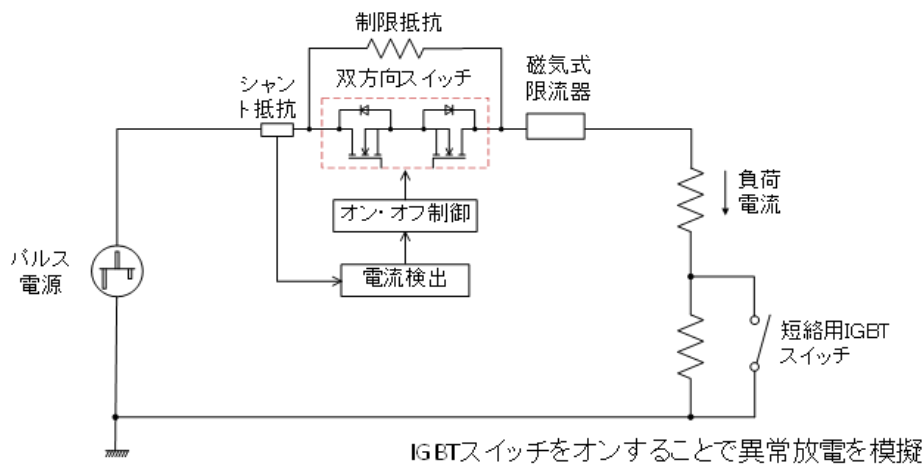 制限抵抗
シャン
ト抵抗
双方向スイッチ
磁気式
限流器
オン・オフ制御
負荷
電流
パルス
電源
電流検出
短絡用IGBT
スイッチ
IGBTスイッチをオンすることで異常放電を模擬